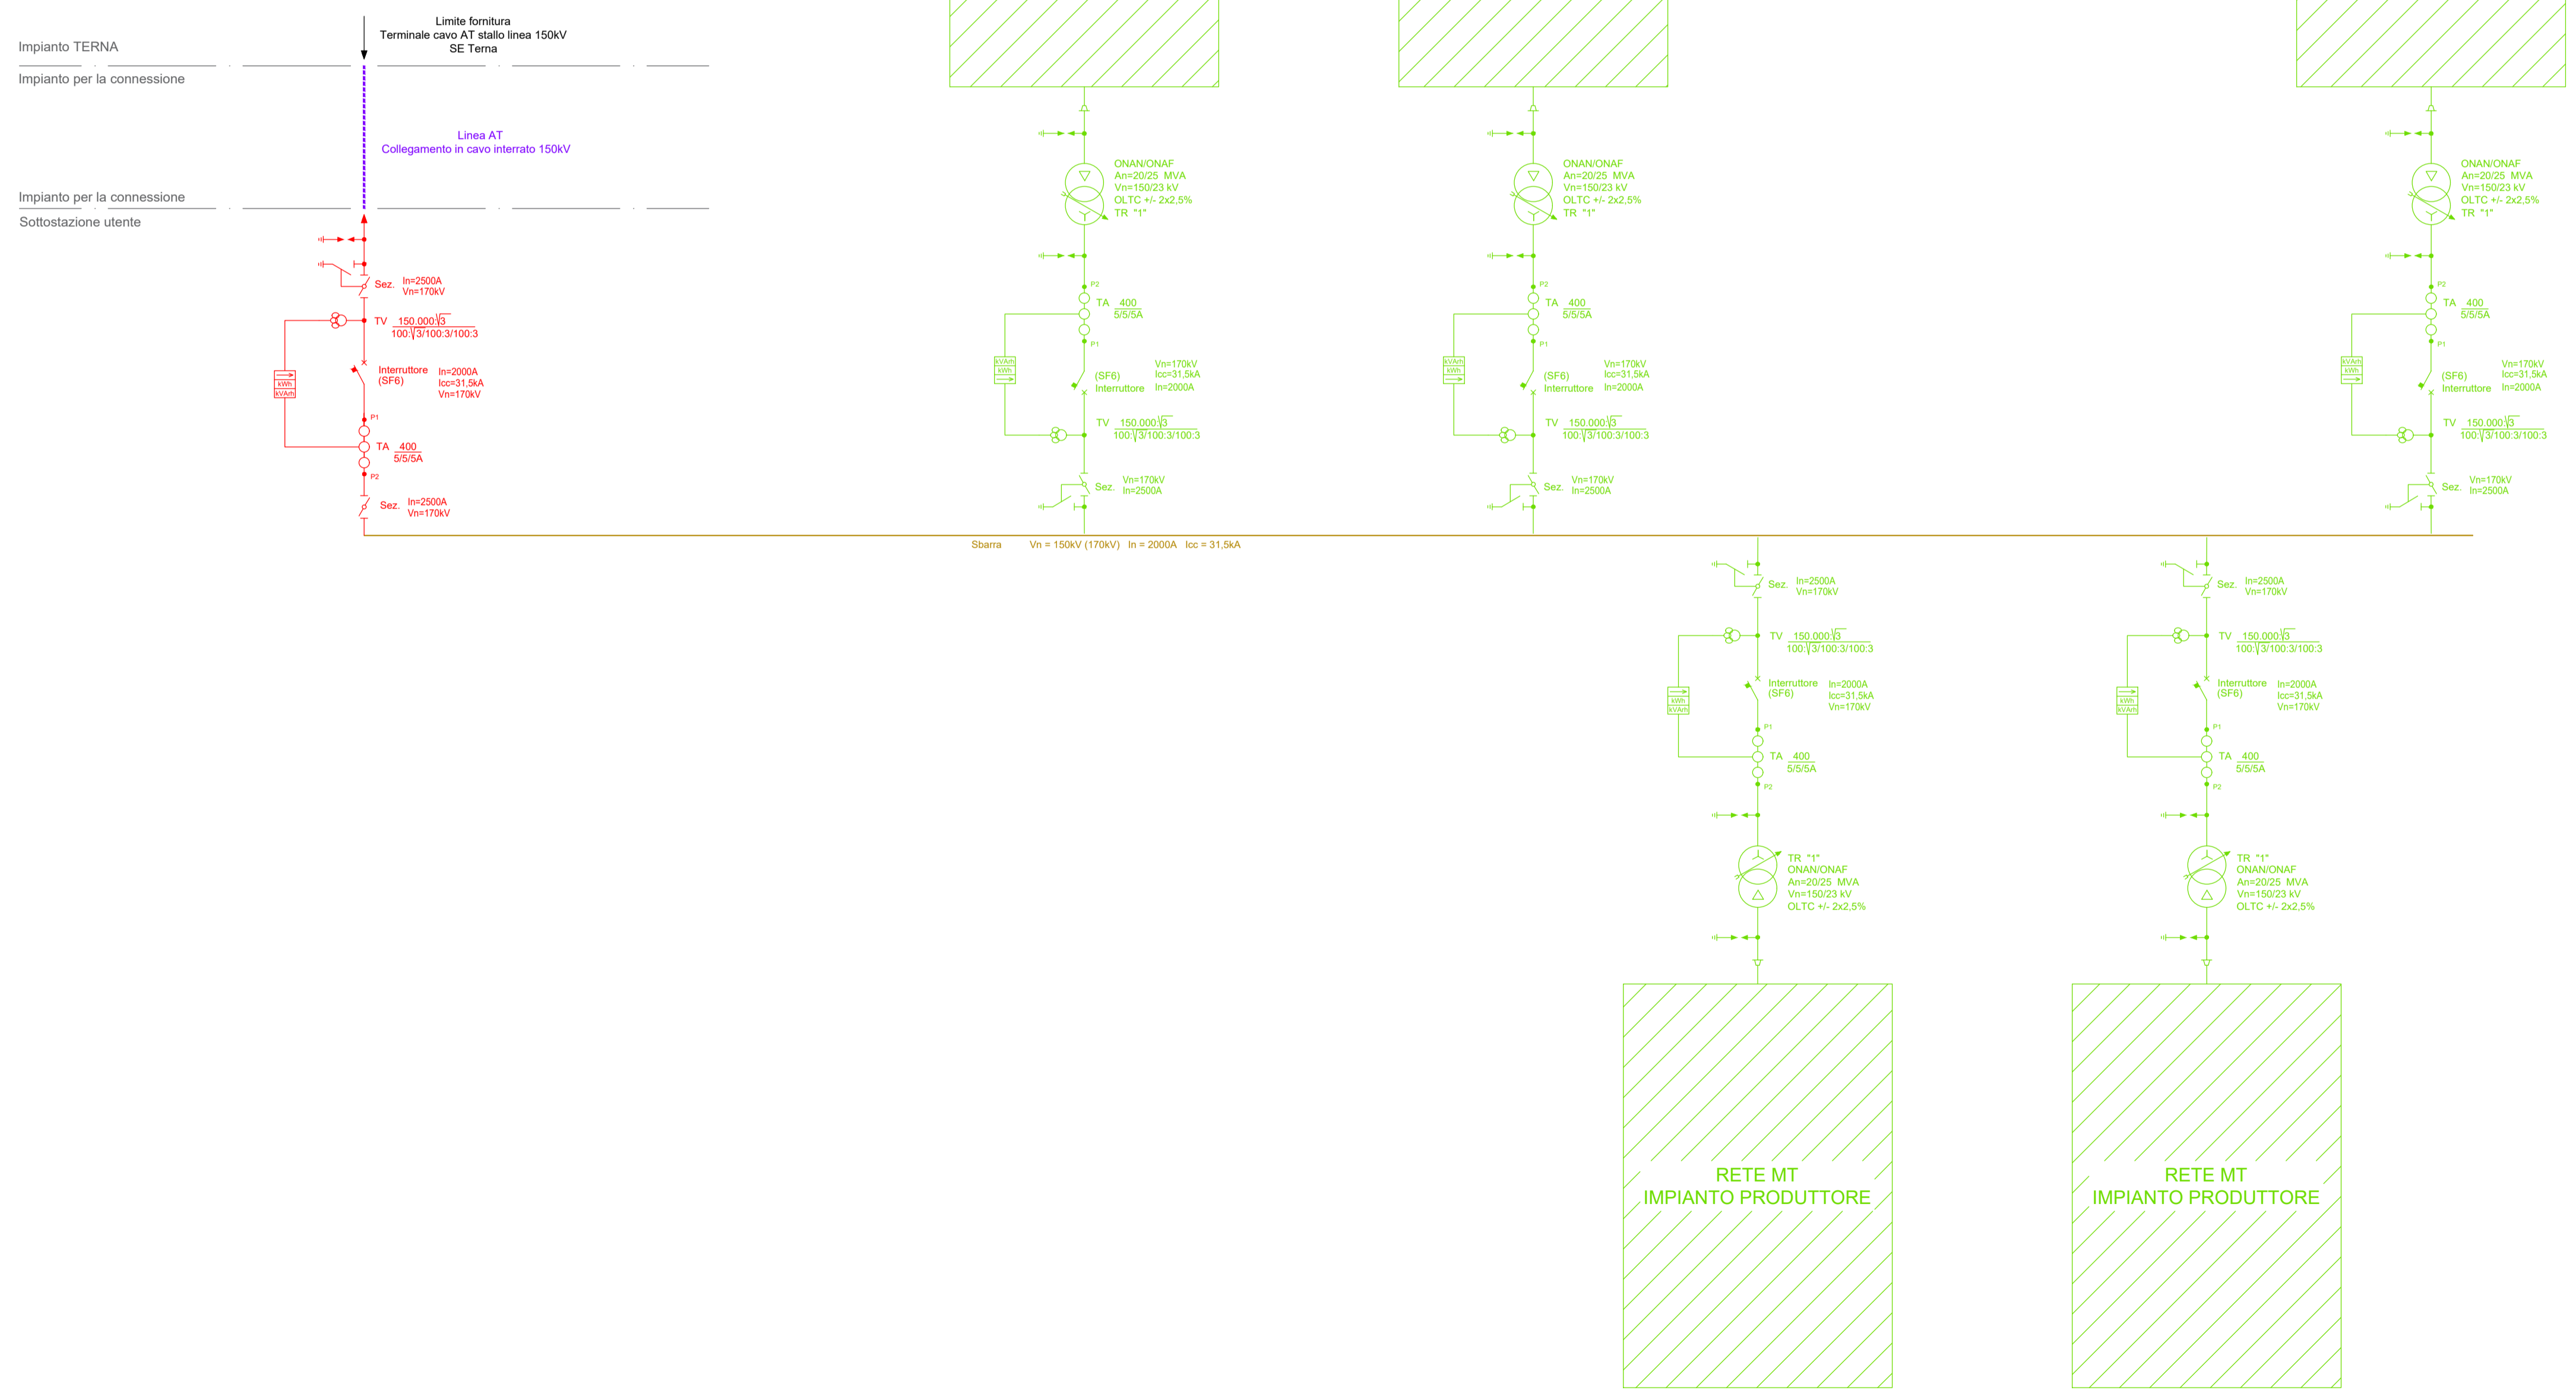 Limite fornitura
Terminale cavo AT stallo linea 150kV
SE Terna
Impianto TERNA
Impianto per la connessione
Linea AT
Collegamento in cavo interrato 150kV
Impianto per la connessione
Sottostazione utente
Sez. In=2500A
Vn=170kV
TV 150.000:√3
100:√3/100:3/100:3
Interruttore
(SF6)
In=2000A
Icc=31,5kA
Vn=170kV
kWh
kVArh
P1
TA 400
5/5/5A
P2
Sez. In=2500A
Vn=170kV
ONAN/ONAF
An=20/25 MVA
Vn=150/23 kV
OLTC +/- 2x2,5%
TR "1"
P2
TA 400
5/5/5A
P1
kVArh
kWh
(SF6)
Interruttore
Vn=170kV
Icc=31,5kA
In=2000A
TV 150.000:√3
100:√3/100:3/100:3
Sez. Vn=170kV
In=2500A
ONAN/ONAF
An=20/25 MVA
Vn=150/23 kV
OLTC +/- 2x2,5%
TR "1"
P2
TA 400
5/5/5A
P1
kVArh
kWh
(SF6)
Interruttore
Vn=170kV
Icc=31,5kA
In=2000A
TV 150.000:√3
100:√3/100:3/100:3
Sez. Vn=170kV
In=2500A
ONAN/ONAF
An=20/25 MVA
Vn=150/23 kV
OLTC +/- 2x2,5%
TR "1"
P2
TA 400
5/5/5A
P1
kVArh
kWh
(SF6)
Interruttore
Vn=170kV
Icc=31,5kA
In=2000A
TV 150.000:√3
100:√3/100:3/100:3
Sez. Vn=170kV
In=2500A
Sbarra Vn = 150kV (170kV) In = 2000A Icc = 31,5kA
Sez. In=2500A
Vn=170kV
TV 150.000:√3
100:√3/100:3/100:3
Interruttore
(SF6)
In=2000A
Icc=31,5kA
Vn=170kV
kWh
kVArh
P1
TA 400
5/5/5A
P2
TR "1"
ONAN/ONAF
An=20/25 MVA
Vn=150/23 kV
OLTC +/- 2x2,5%
RETE MT
IMPIANTO PRODUTTORE
Sez. In=2500A
Vn=170kV
TV 150.000:√3
100:√3/100:3/100:3
Interruttore
(SF6)
In=2000A
Icc=31,5kA
Vn=170kV
kWh
kVArh
P1
TA 400
5/5/5A
P2
TR "1"
ONAN/ONAF
An=20/25 MVA
Vn=150/23 kV
OLTC +/- 2x2,5%
RETE MT
IMPIANTO PRODUTTORE